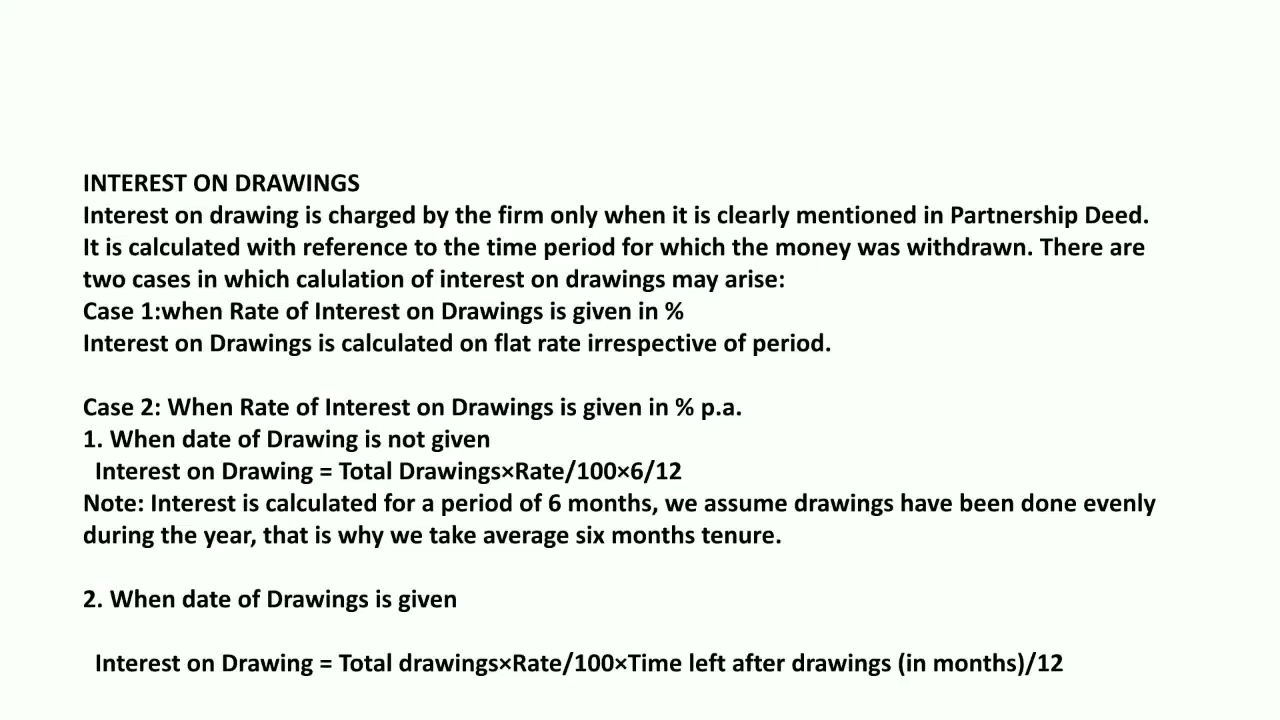 INTEREST ON DRAWINGS
Interest on drawing is charged by the firm only when it is clearly mentioned in Partnership Deed.
It is calculated with reference to the time period for which the money was withdrawn. There are
two cases in which calulation of interest on drawings may arise:
Case 1:when Rate of Interest on Drawings is given in %
Interest on Drawings is calculated on flat rate irrespective of period.
Case 2: When Rate of Interest on Drawings is given in % p.a.
1. When date of Drawing is not given
Interest on Drawing = Total Drawings×Rate/100×6/12
Note: Interest is calculated for a period of 6 months, we assume drawings have been done evenly
during the year, that is why we take average six months tenure.
2. When date of Drawings is given
Interest on Drawing = Total drawings×Rate/100×Time left after drawings (in months)/12